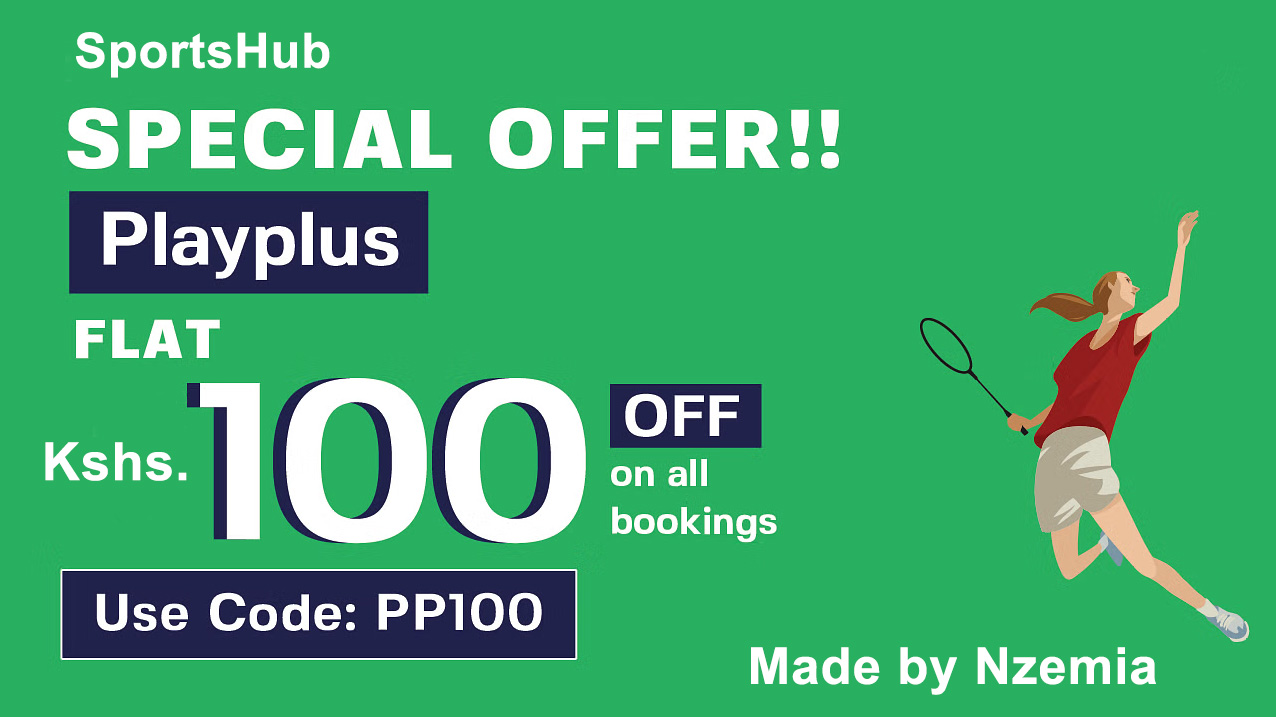 SportsHub
SPECIAL OFFER!!
Playplus
FLAT
Kshs. 100
OFF
on all
bookings
Use Code: PP100
Made by Nzemia